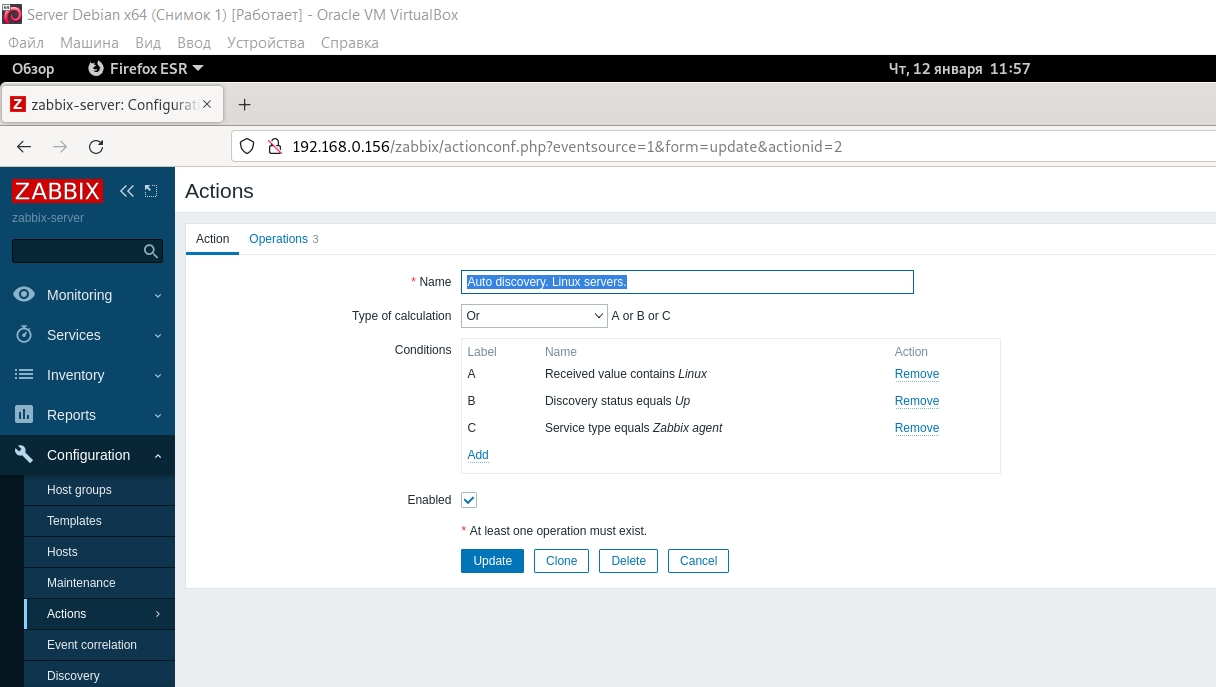 Server Debian x64 (Снимок 1) [Работает] - Oracle VM VirtualBox
Файл Машина Вид Ввод Устройства Справка
Обзор Firefox ESR Чт, 12 января 11:57
Z zabbix-server: Configurati × +
192.168.0.156/zabbix/actionconf.php?eventsource=1&form=update&actionid=2
ZABBIX
zabbix-server
Monitoring
Services
Inventory
Reports
Configuration
Host groups
Templates
Hosts
Maintenance
Actions
Event correlation
Discovery
Actions
Action Operations 3
* Name Auto discovery. Linux servers.
Type of calculation Or A or B or C
Conditions Label Name Action
A Received value contains Linux Remove
B Discovery status equals Up Remove
C Service type equals Zabbix agent Remove
Add
Enabled
* At least one operation must exist.
Update Clone Delete Cancel